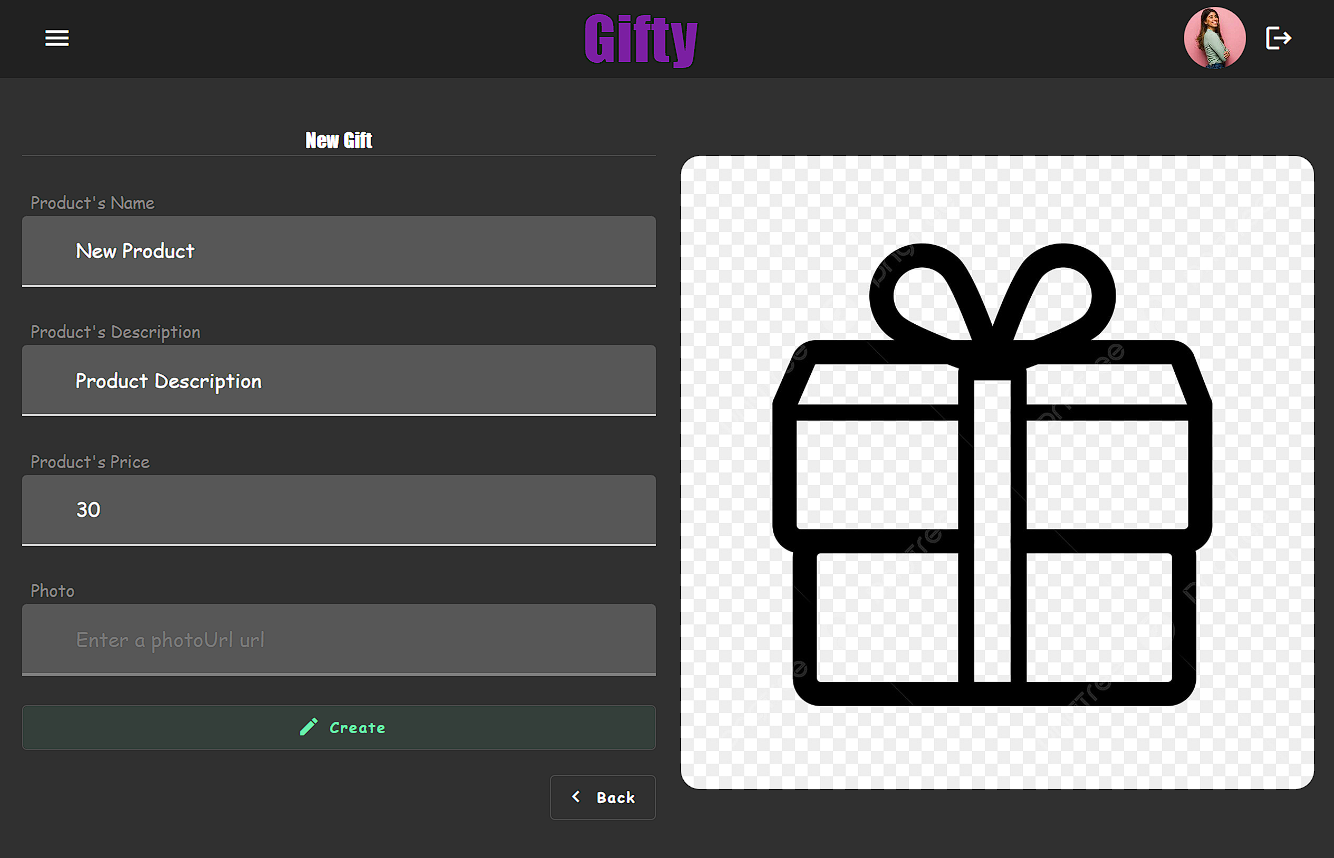 Gifty
New Gift
Product's Name
New Product
Product's Description
Product Description
Product's Price
30
Photo
Enter a photoUrl url
Create
Back